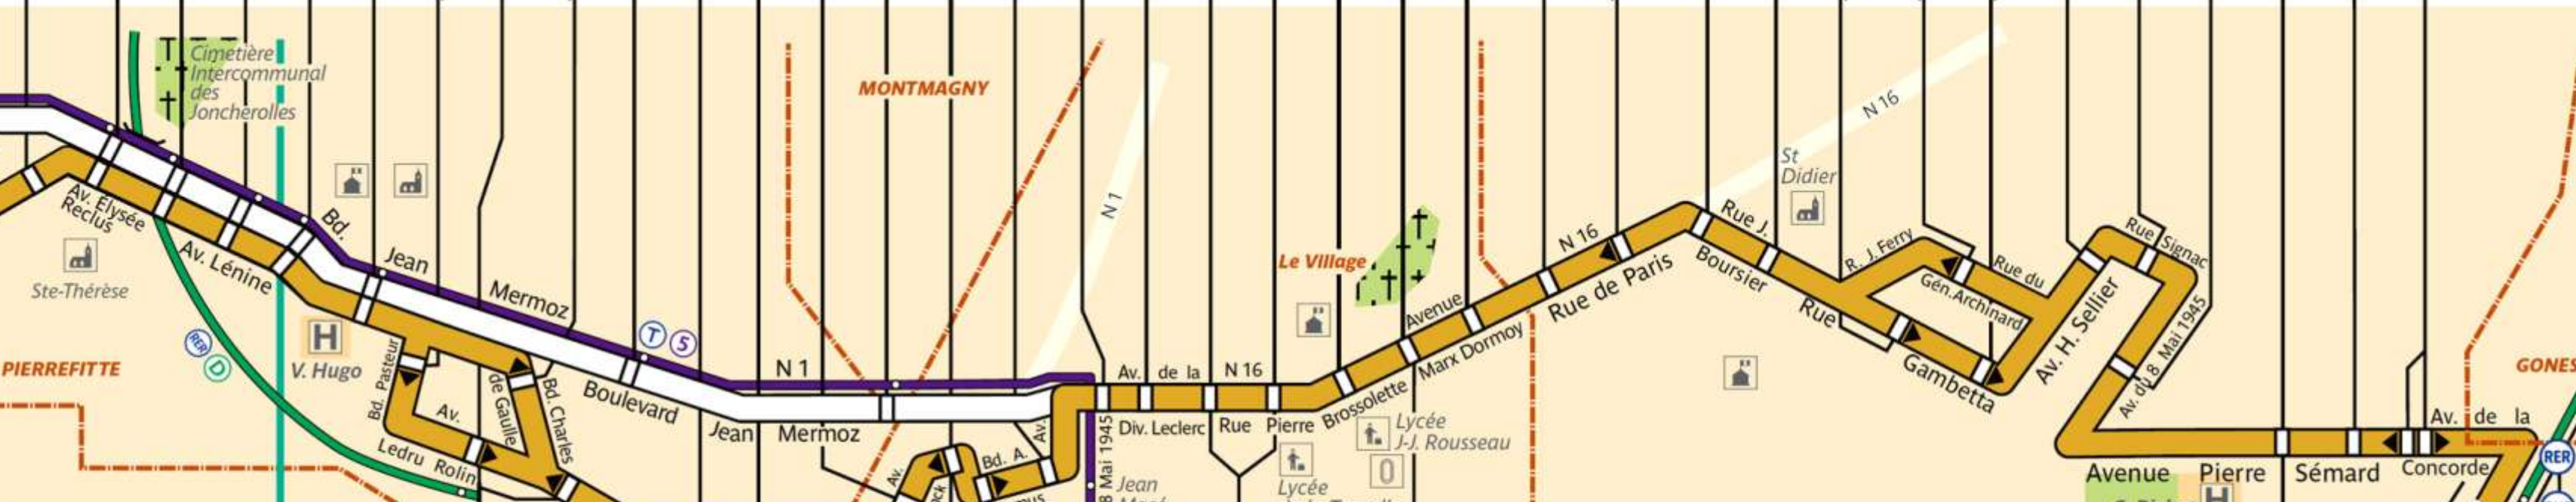 Cimetière
Intercommunal
des
Joncherolles
MONTMAGNY
N 1
N 16
St
Didier
Av. Elysée
Reclus
Bd.
Jean
Mermoz
Av. Lénine
Ste-Thérèse
RER
D
H
V. Hugo
PIERREFITTE
Bd. Pasteur
Av.
Ledru Rolin
de Gaulle
Bd. Charles
Boulevard
Jean Mermoz
T 5
N 1
Av.
Bd. A.
Av.
8 Mai 1945
Jean
Av. de la
Div. Leclerc
N 16
Rue Pierre
Brossolette
Le Village
Avenue
Marx Dormoy
N 16
Rue de Paris
Lycée
J-J. Rousseau
Lycée
Rue J.
Boursier
Rue
Gambetta
R. J. Ferry
Rue du
Gén.Archinard
Av. H. Sellier
Rue Signac
Av. du 8 Mai 1945
Avenue Pierre Sémard
Av. de la
Concorde
GONES
RER
H